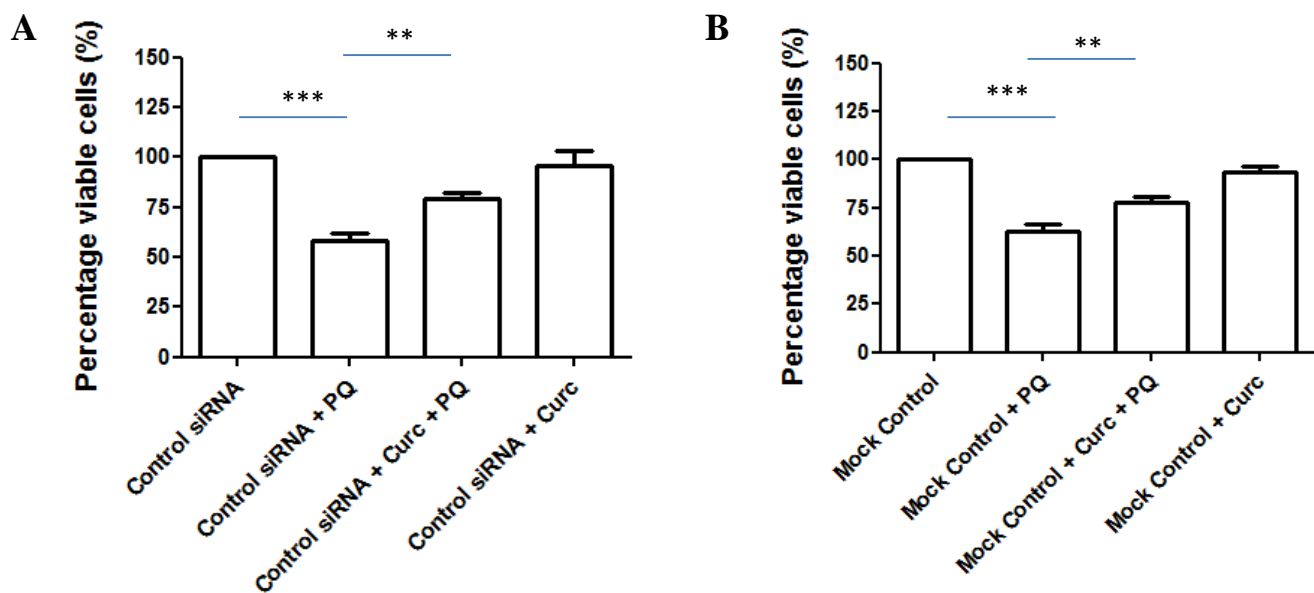 A
Percentage viable cells (%)
150
125
100
75
50
25
0
***
**
Control siRNA
Control siRNA + PQ
Control siRNA + Curc + PQ
Control siRNA + Curc
B
Percentage viable cells (%)
150
125
100
75
50
25
0
***
**
Mock Control
Mock Control + PQ
Mock Control + Curc + PQ
Mock Control + Curc